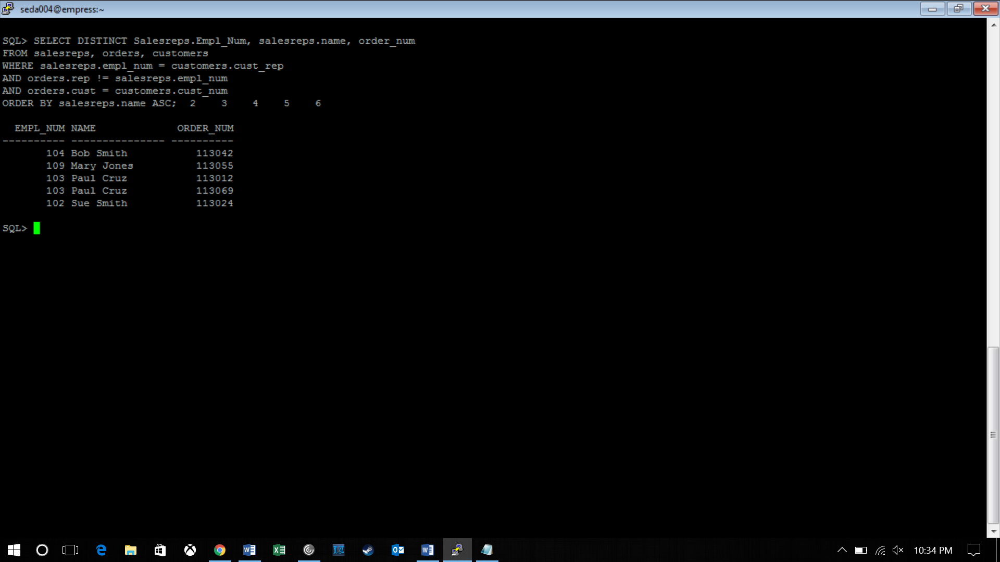 seda004@empress:~
SQL> SELECT DISTINCT Salesreps.Empl_Num, salesreps.name, order_num
FROM salesreps, orders, customers
WHERE salesreps.empl_num = customers.cust_rep
AND orders.rep != salesreps.empl_num
AND orders.cust = customers.cust_num
ORDER BY salesreps.name ASC;  2    3    4    5    6
  EMPL_NUM NAME             ORDER_NUM
---------- --------------- ----------
       104 Bob Smith           113042
       109 Mary Jones          113055
       103 Paul Cruz           113012
       103 Paul Cruz           113069
       102 Sue Smith           113024
SQL>
BLIZZ
10:34 PM